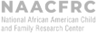 NAACFRC
National African American Child
and Family Research Center